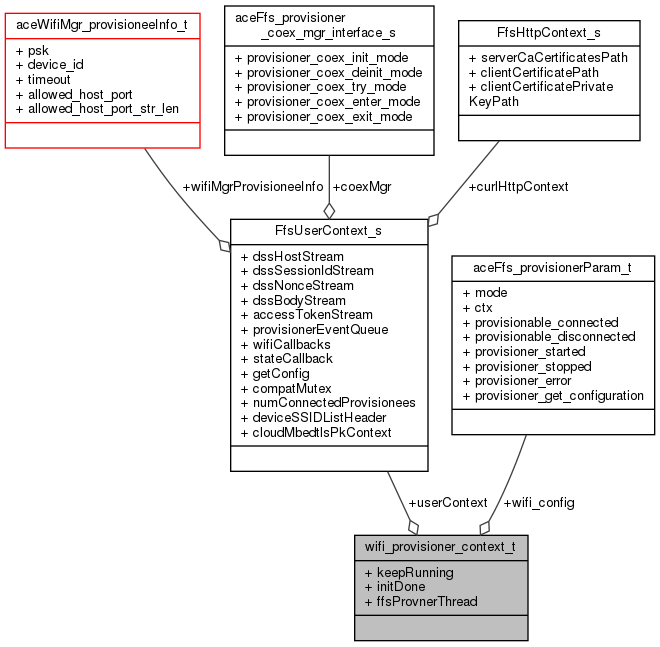 aceWifiMgr_provisioneeInfo_t
+ psk
+ device_id
+ timeout
+ allowed_host_port
+ allowed_host_port_str_len
aceFfs_provisioner
_coex_mgr_interface_s
+ provisioner_coex_init_mode
+ provisioner_coex_deinit_mode
+ provisioner_coex_try_mode
+ provisioner_coex_enter_mode
+ provisioner_coex_exit_mode
FfsHttpContext_s
+ serverCaCertificatesPath
+ clientCertificatePath
+ clientCertificatePrivate
KeyPath
+wifiMgrProvisioneeInfo
+coexMgr
+curlHttpContext
FfsUserContext_s
+ dssHostStream
+ dssSessionIdStream
+ dssNonceStream
+ dssBodyStream
+ accessTokenStream
+ provisionerEventQueue
+ wifiCallbacks
+ stateCallback
+ getConfig
+ compatMutex
+ numConnectedProvisionees
+ deviceSSIDListHeader
+ cloudMbedtlsPkContext
aceFfs_provisionerParam_t
+ mode
+ ctx
+ provisionable_connected
+ provisionable_disconnected
+ provisioner_started
+ provisioner_stopped
+ provisioner_error
+ provisioner_get_configuration
+userContext
+wifi_config
wifi_provisioner_context_t
+ keepRunning
+ initDone
+ ffsProvnerThread